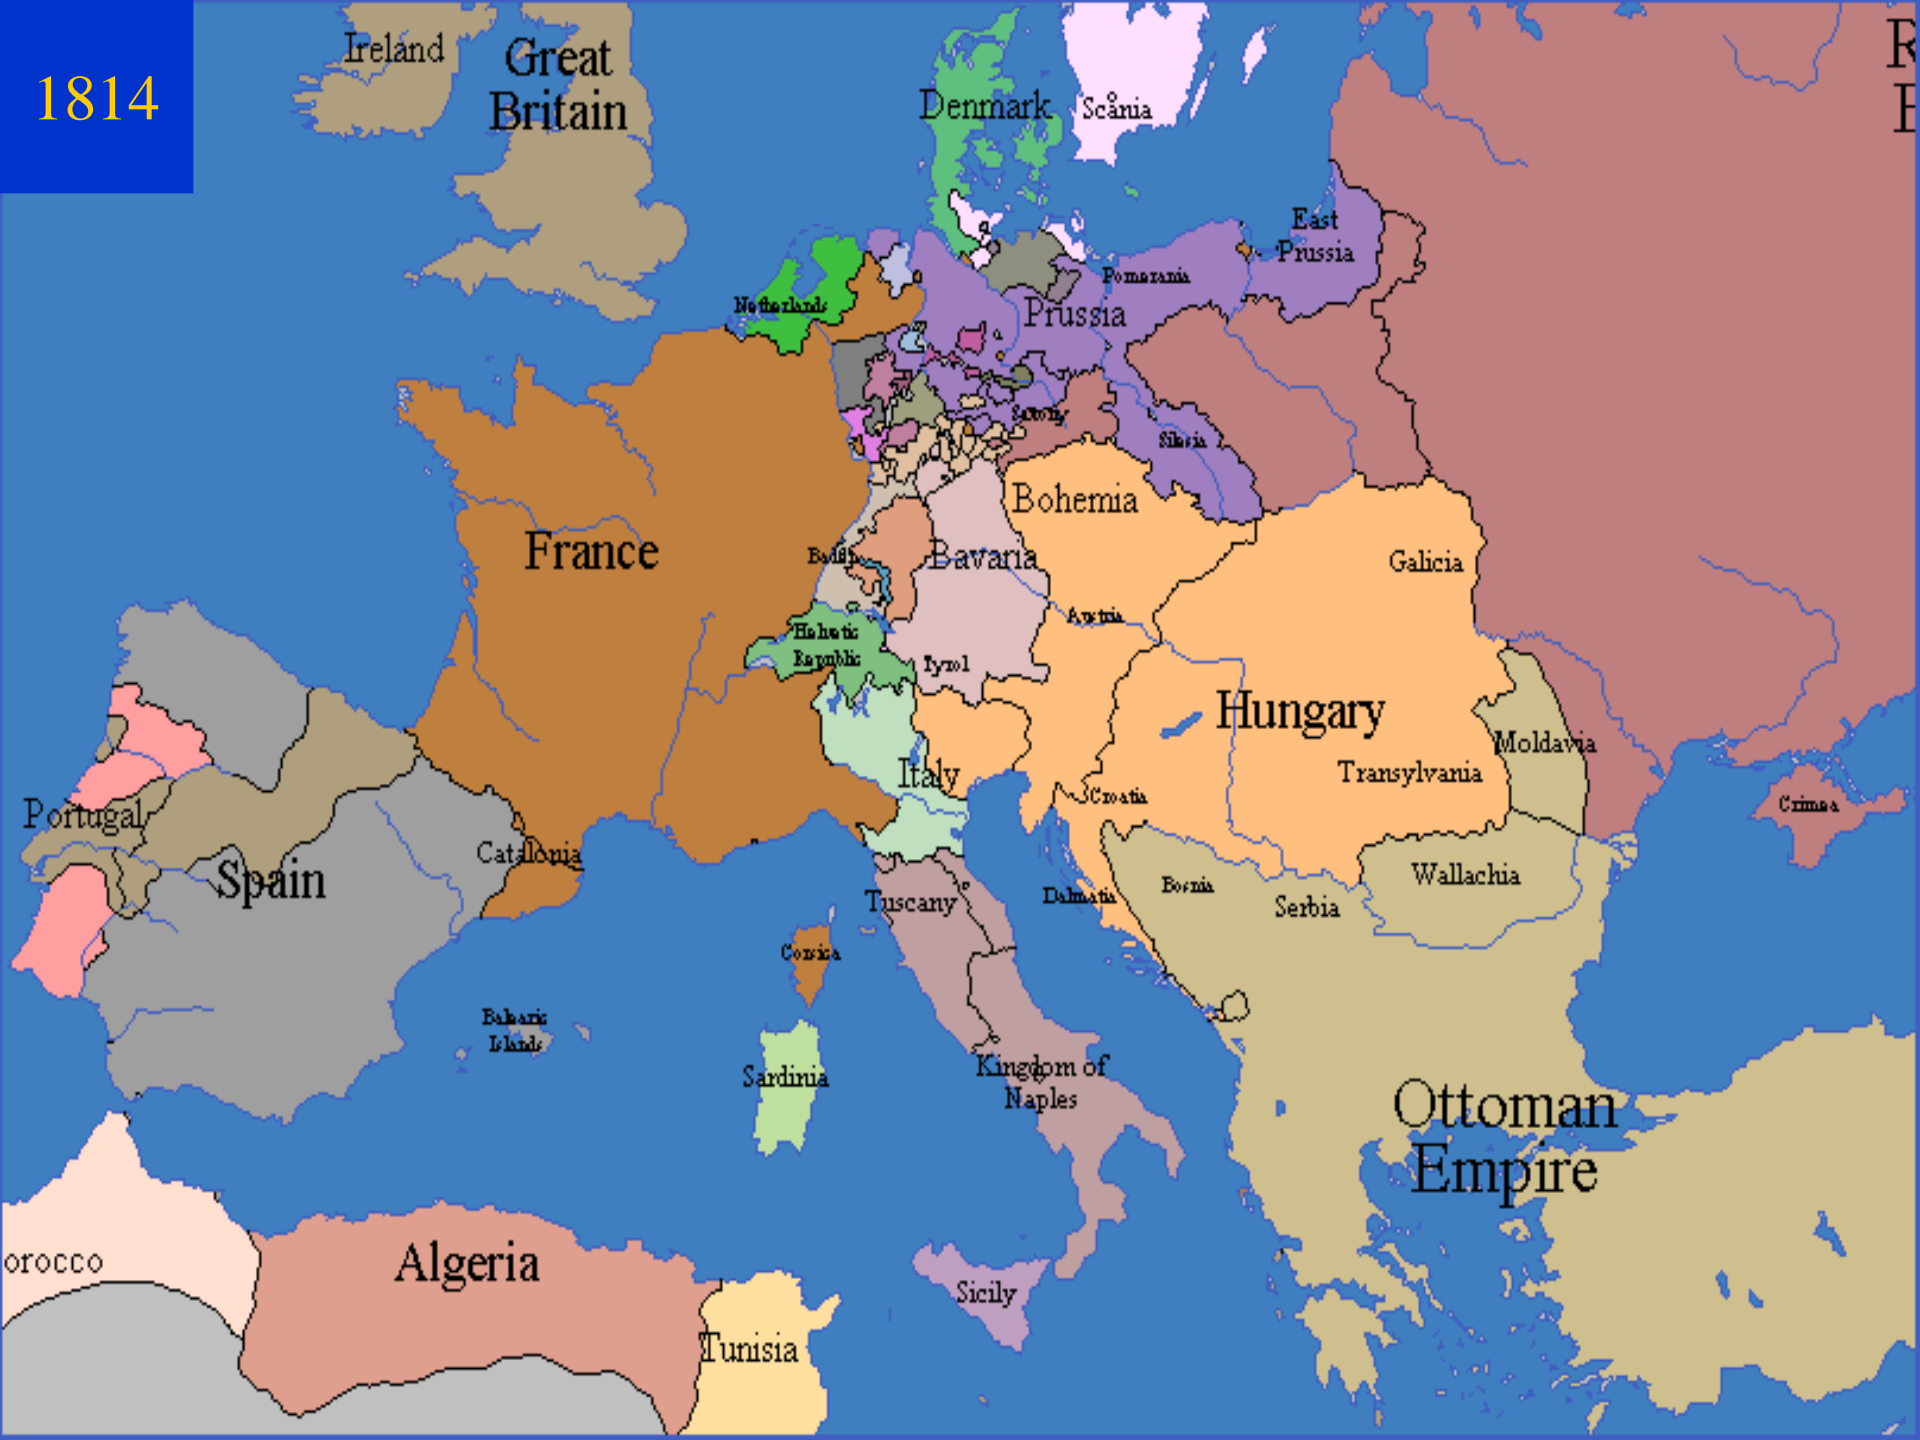 1814
Ireland
Great
Britain
Denmark
Scånia
R
E
East
Prussia
Pomerania
Netherlands
Prussia
Saxony
Silesia
Bohemia
France
Baden
Bavaria
Galicia
Austria
Helvetic
Republic
Tyrol
Hungary
Moldavia
Italy
Transylvania
Croatia
Crimea
Portugal
Catalonia
Spain
Tuscany
Dalmatia
Bosnia
Serbia
Wallachia
Corsica
Balearic
Islands
Sardinia
Kingdom of
Naples
Ottoman
Empire
orocco
Algeria
Sicily
Tunisia